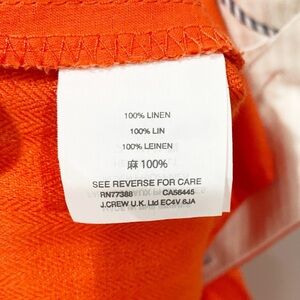 100% LINEN
100% LIN
100% LEINEN
麻 100%
SEE REVERSE FOR CARE
RN77388 CA56445
J.CREW U.K. Ltd EC4V 6JA